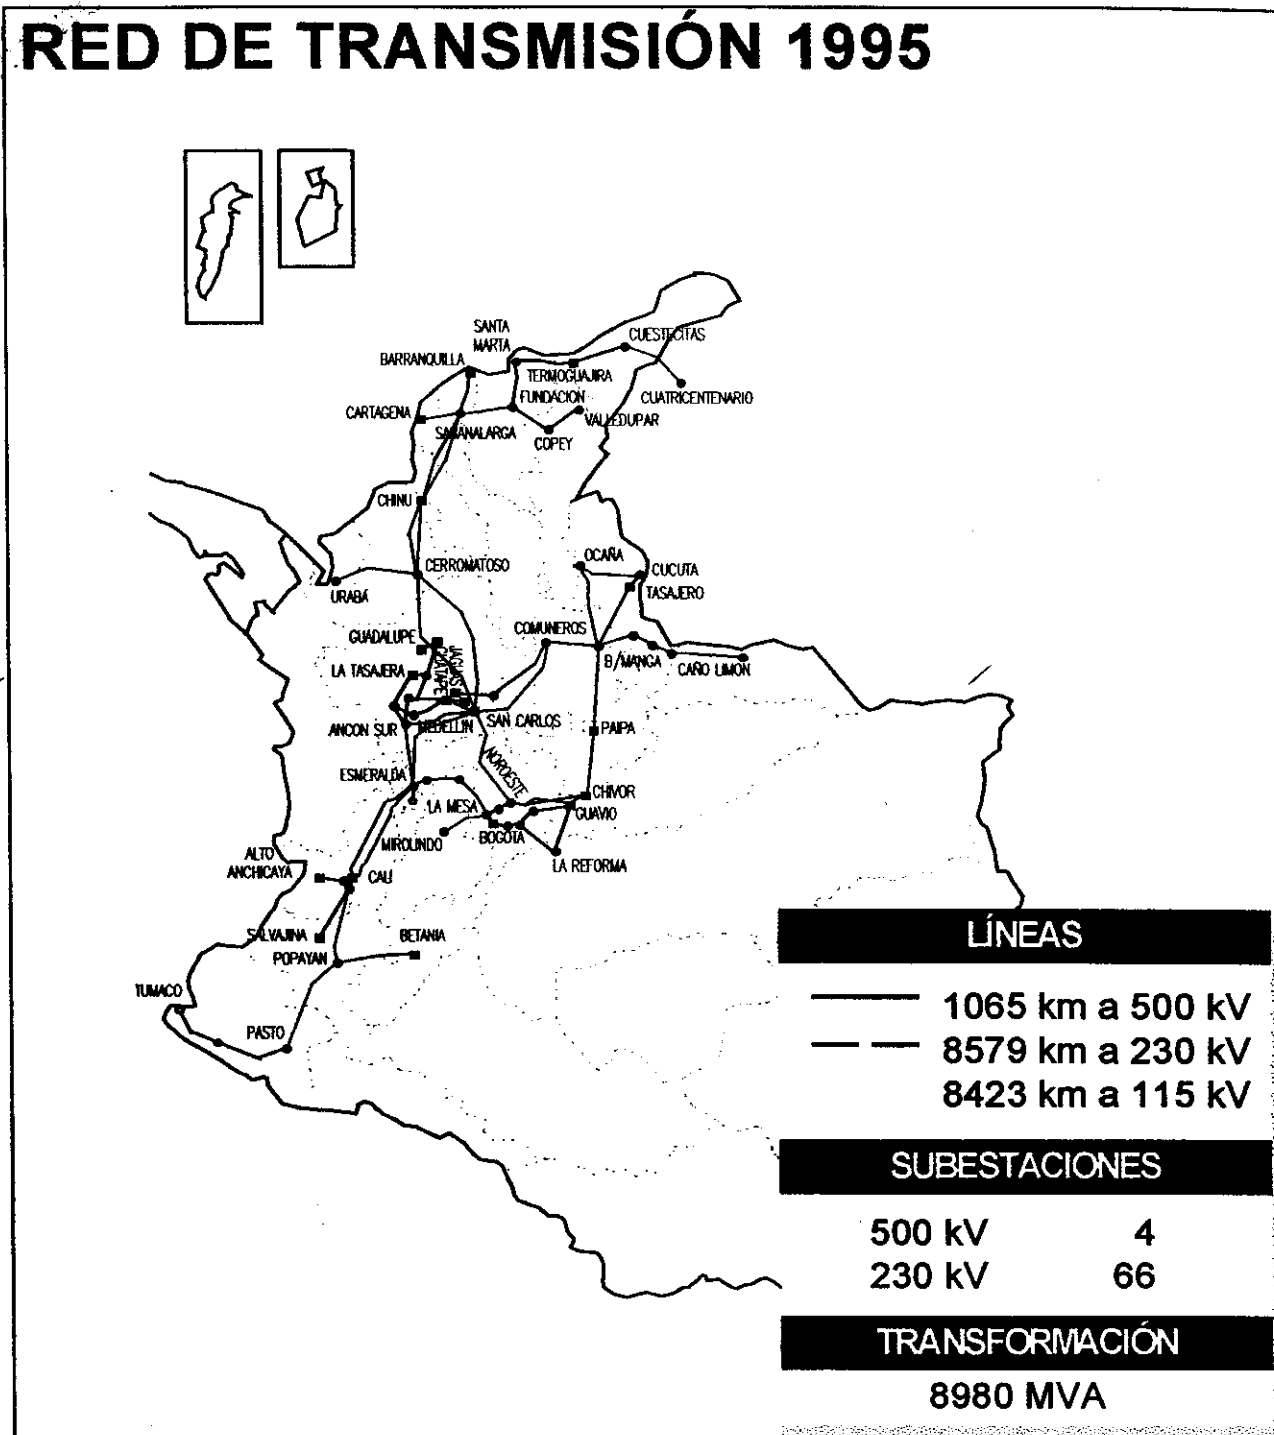 RED DE TRANSMISIÓN 1995
SANTA
MARTA
CUESTECITAS
BARRANQUILLA
TERMOGUAJIRA
CUATRICENTENARIO
FUNDACION
CARTAGENA
VALLEDUPAR
SABANALARGA
COPEY
CHINU
OCAÑA
CERROMATOSO
CUCUTA
URABÁ
TASAJERO
COMUNEROS
GUADALUPE
JAGUAS
GUATAPE
B/MANGA
LA TASAJERA
CAÑO LIMON
ANCON SUR
MEDELLIN
SAN CARLOS
PAIPA
NOROESTE
ESMERALDA
CHIVOR
LA MESA
GUAVIO
MIROLINDO
BOGOTA
ALTO
ANCHICAYA
LA REFORMA
CALI
SALVAJINA
BETANIA
POPAYAN
TUMACO
PASTO
LÍNEAS
1065 km a 500 kV
8579 km a 230 kV
8423 km a 115 kV
SUBESTACIONES
500 kV 4
230 kV 66
TRANSFORMACIÓN
8980 MVA